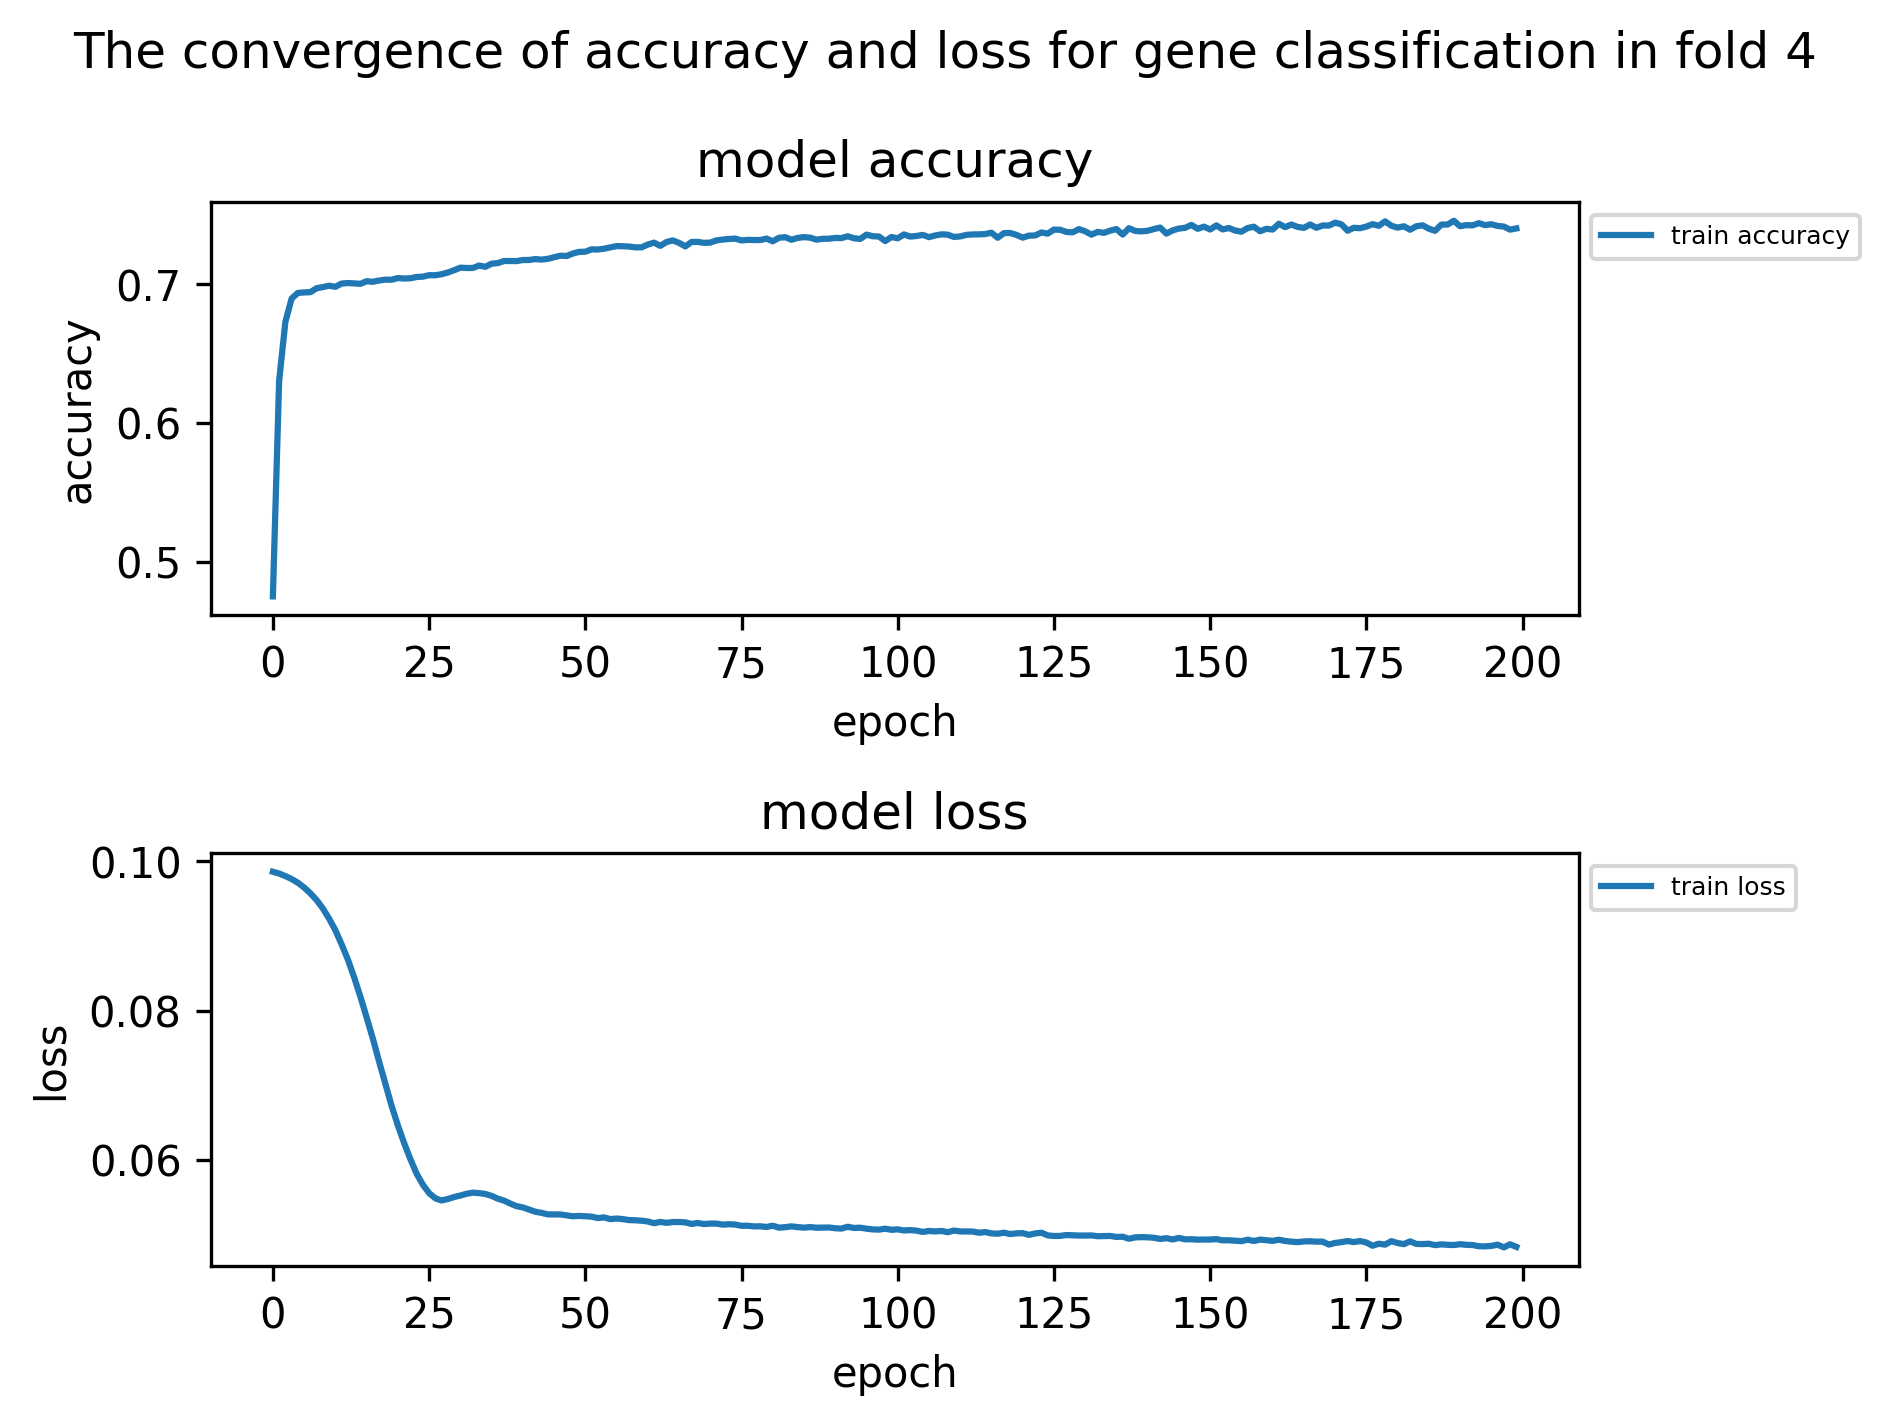 The convergence of accuracy and loss for gene classification in fold 4
model accuracy
train accuracy
accuracy
0.7
0.6
0.5
0 25 50 75 100 125 150 175 200
epoch
model loss
train loss
loss
0.10
0.08
0.06
0 25 50 75 100 125 150 175 200
epoch